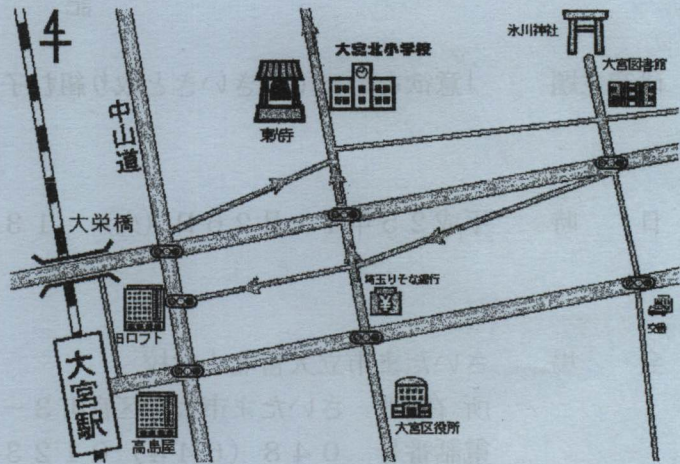 氷川神社
大宮北小学校
大宮図書館
東光寺
中山道
大栄橋
埼玉りそな銀行
旧ロフト
交番
大宮駅
高島屋
大宮区役所